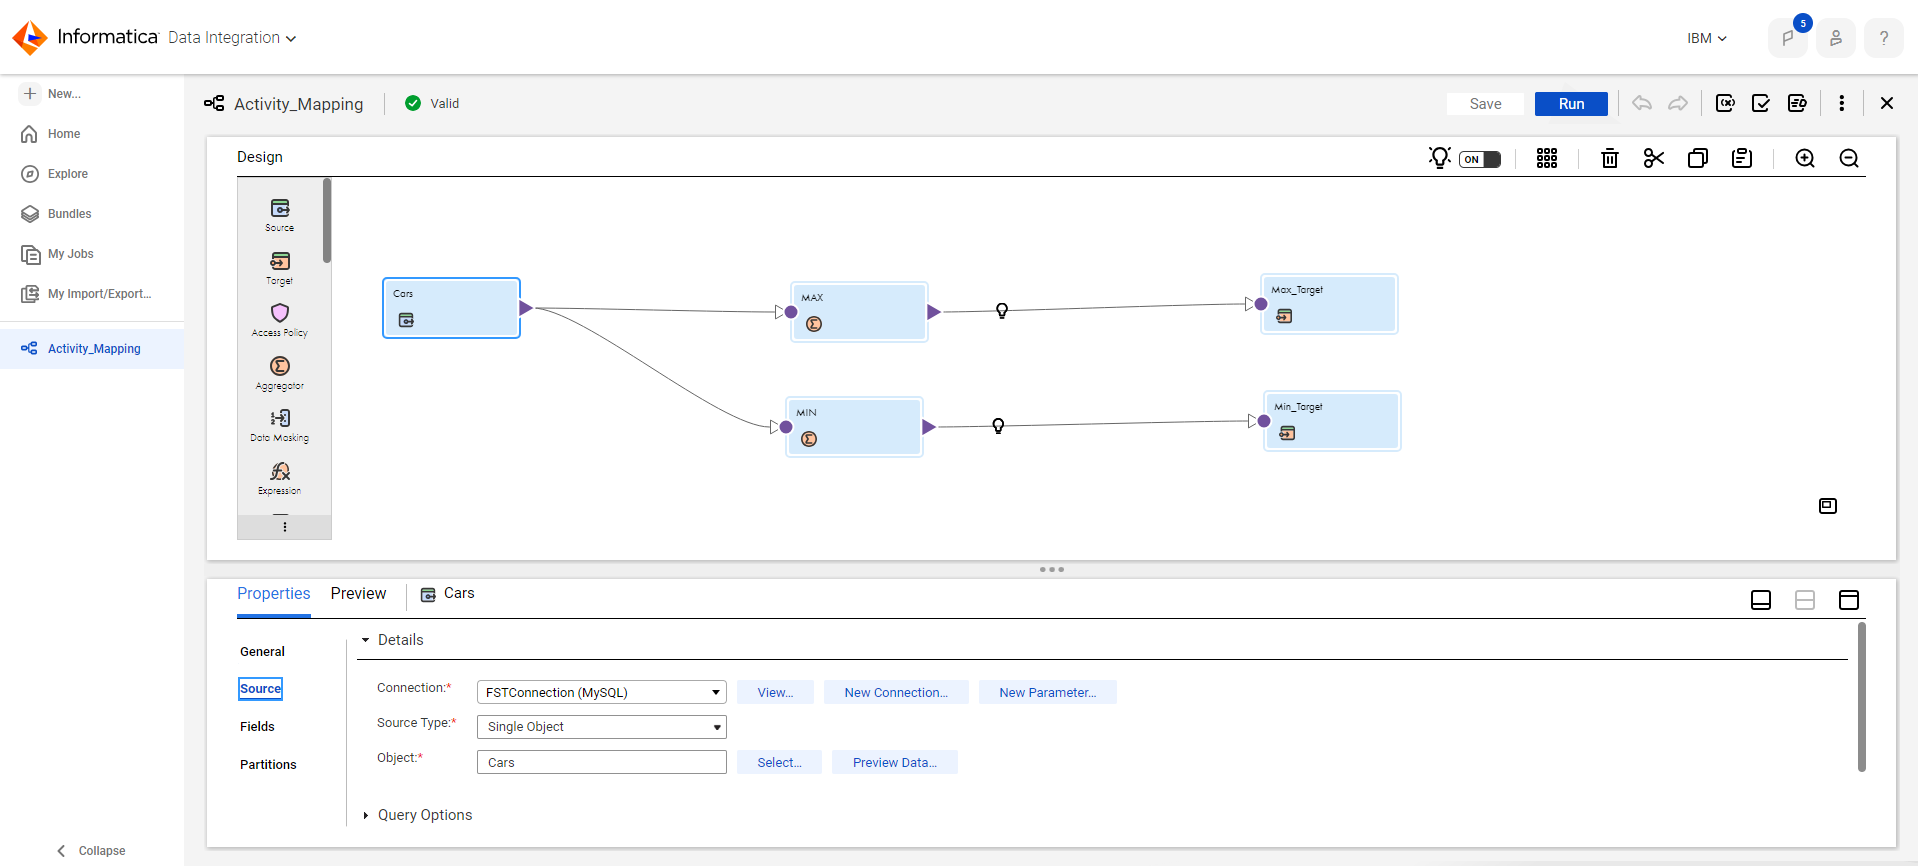 Informatica Data Integration
IBM
5
?
New...
Home
Explore
Bundles
My Jobs
My Import/Export...
Activity_Mapping
Collapse
Activity_Mapping
Valid
Save
Run
Design
ON
Source
Target
Access Policy
Aggregator
Data Masking
Expression
Cars
MAX
Max_Target
MIN
Min_Target
Properties
Preview
Cars
General
Source
Fields
Partitions
Details
Connection:*
FSTConnection (MySQL)
View...
New Connection...
New Parameter...
Source Type:*
Single Object
Object:*
Cars
Select...
Preview Data...
Query Options